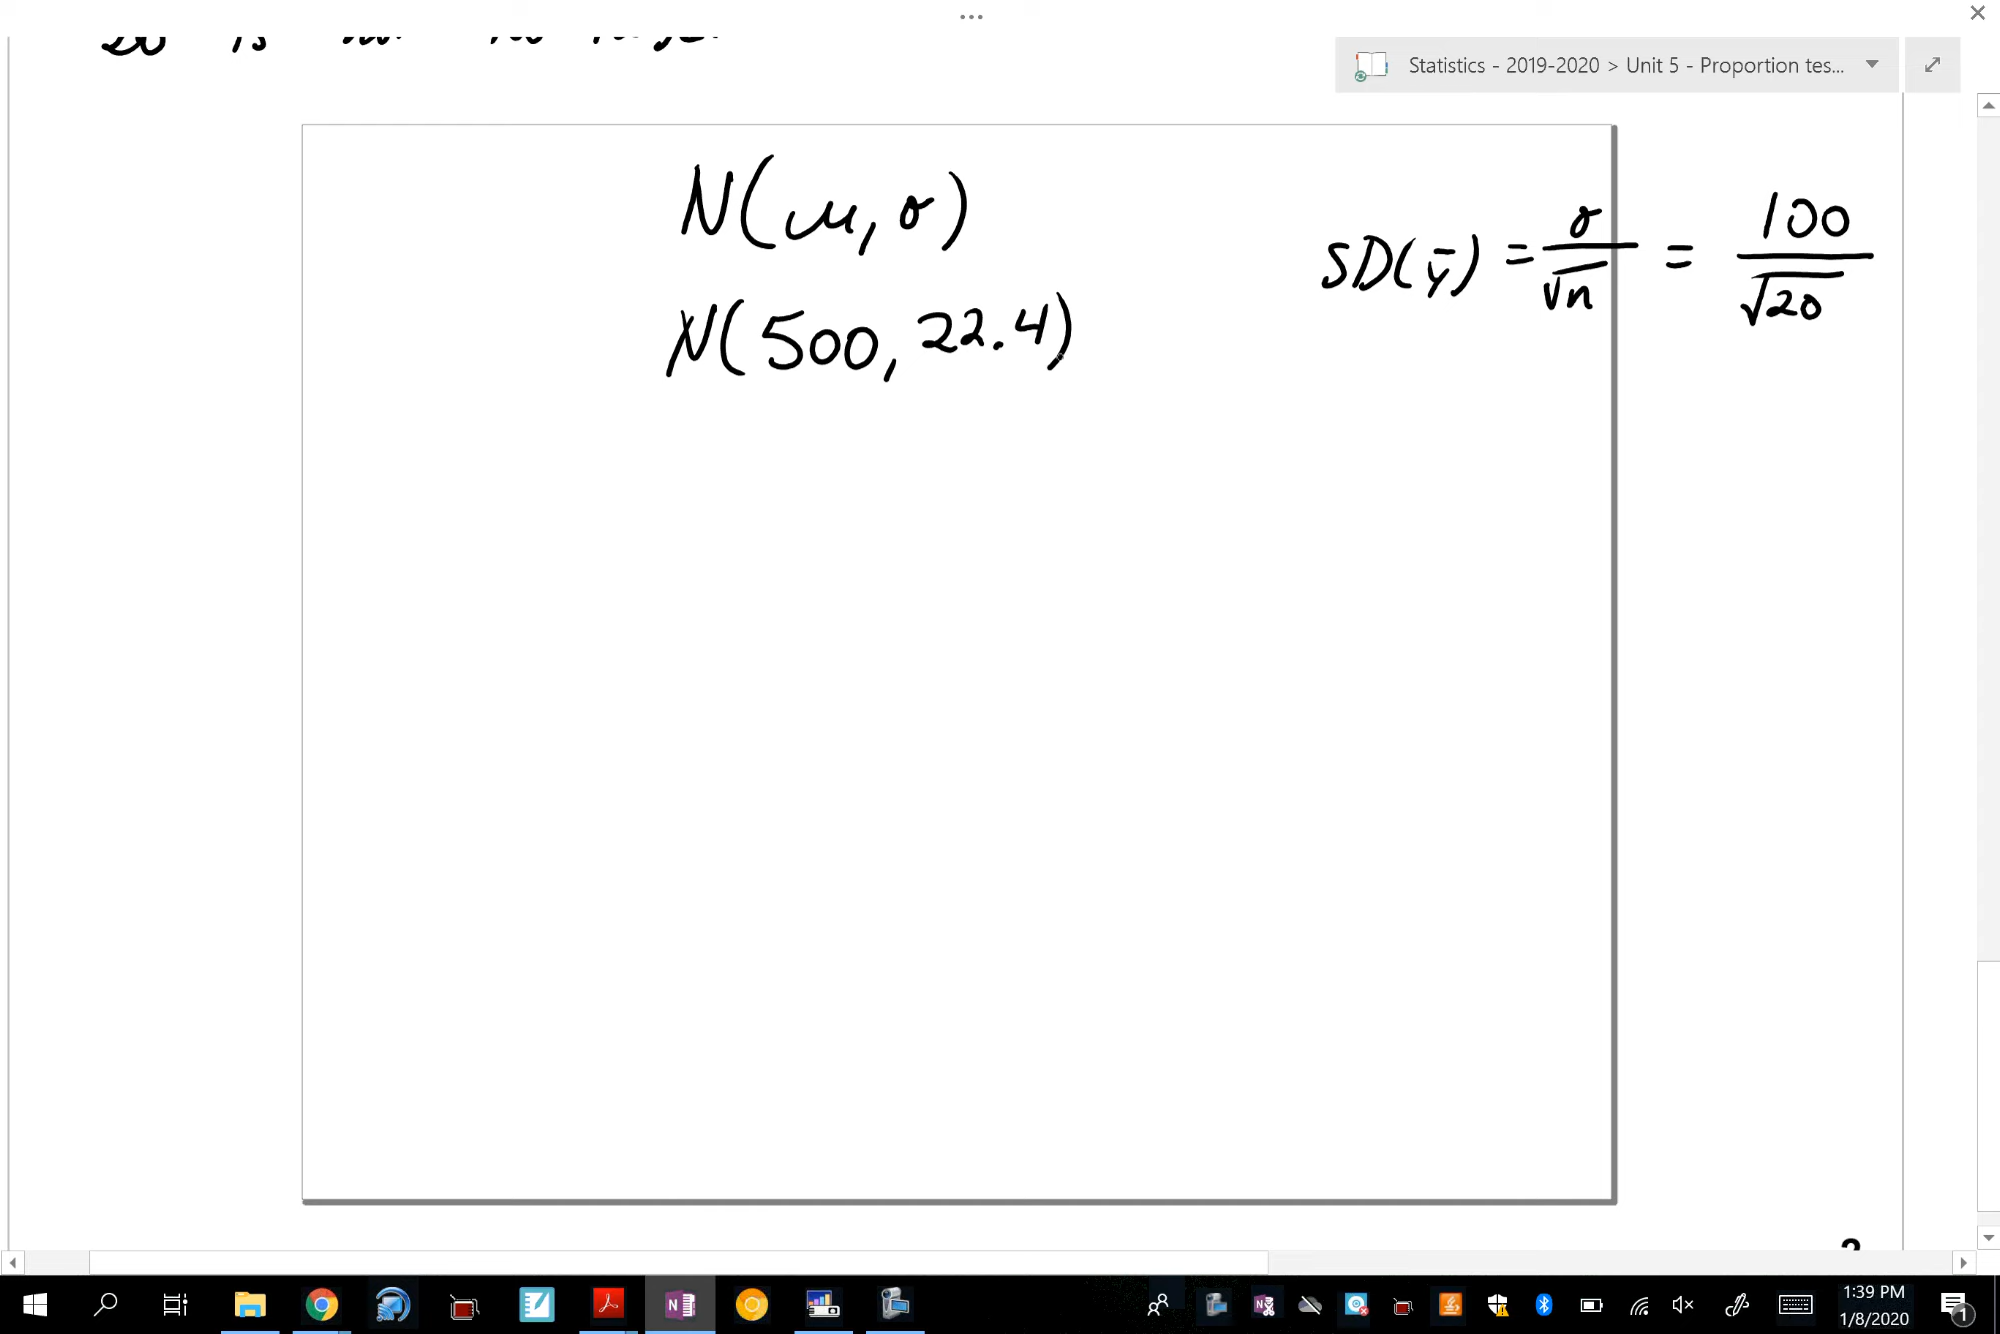 Statistics - 2019-2020 > Unit 5 - Proportion tes...
N(μ, σ)
SD(ȳ) = σ/√n = 100/√20
N(500, 22.4)
1:39 PM
1/8/2020
1